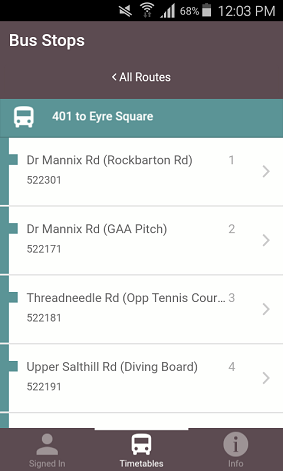 68% 12:03 PM
Bus Stops
All Routes
401 to Eyre Square
Dr Mannix Rd (Rockbarton Rd) 1
522301
Dr Mannix Rd (GAA Pitch) 2
522171
Threadneedle Rd (Opp Tennis Cour... 3
522181
Upper Salthill Rd (Diving Board) 4
522191
Signed In Timetables Info